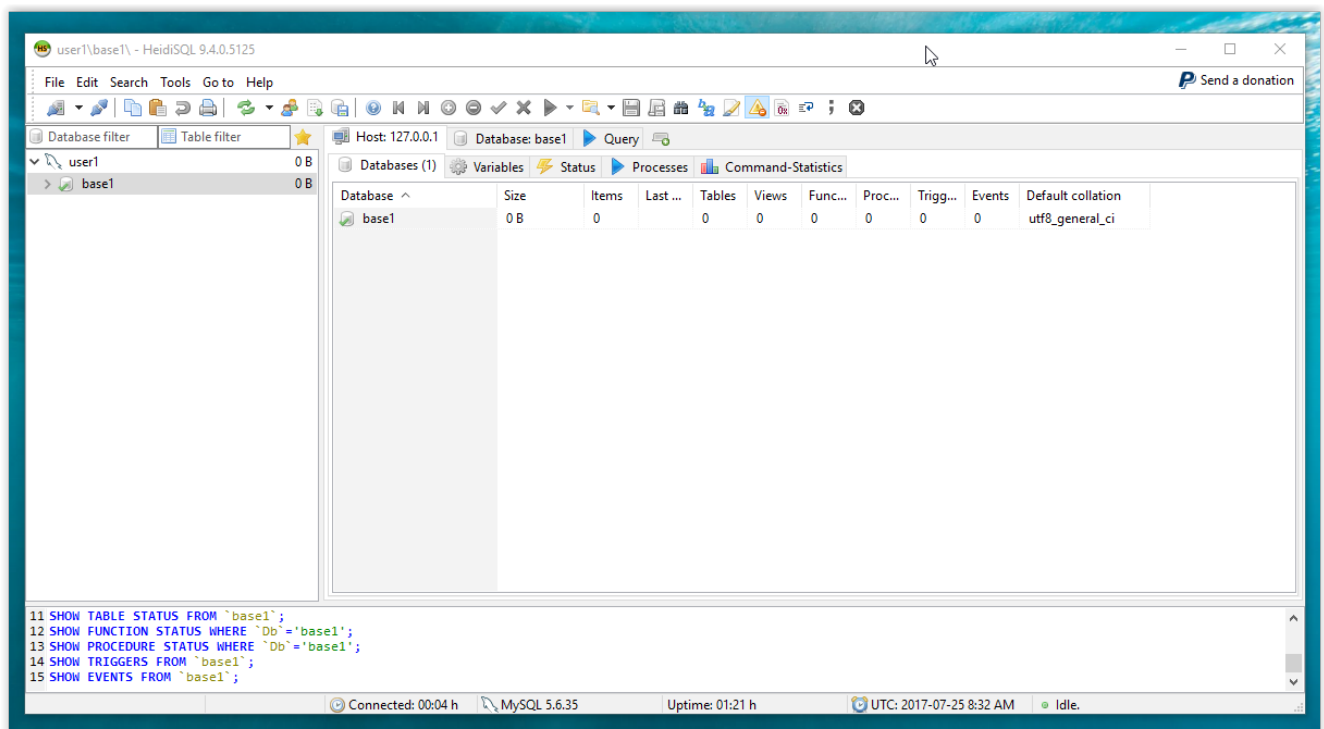 user1\base1\ - HeidiSQL 9.4.0.5125
File Edit Search Tools Go to Help
Send a donation
Database filter Table filter
Host: 127.0.0.1 Database: base1 Query
user1 0 B
base1 0 B
Databases (1) Variables Status Processes Command-Statistics
Database Size Items Last ... Tables Views Func... Proc... Trigg... Events Default collation
base1 0 B 0 0 0 0 0 0 0 utf8_general_ci
11 SHOW TABLE STATUS FROM `base1`;
12 SHOW FUNCTION STATUS WHERE `Db`='base1';
13 SHOW PROCEDURE STATUS WHERE `Db`='base1';
14 SHOW TRIGGERS FROM `base1`;
15 SHOW EVENTS FROM `base1`;
Connected: 00:04 h MySQL 5.6.35 Uptime: 01:21 h UTC: 2017-07-25 8:32 AM Idle.